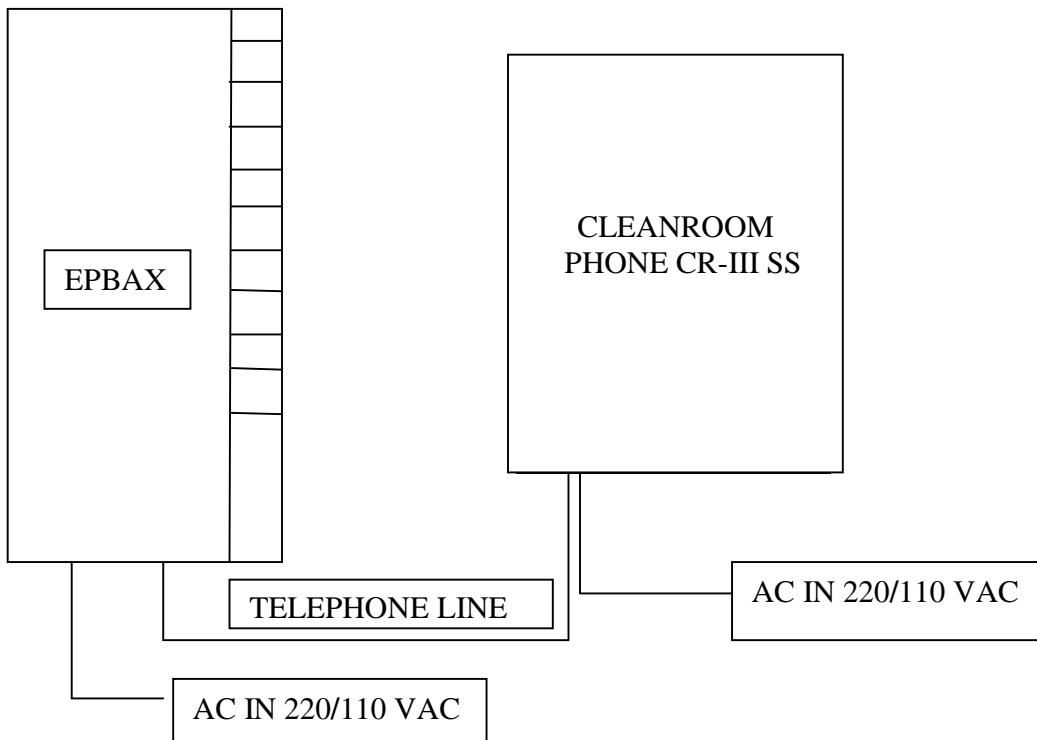 EPBAX
CLEANROOM
PHONE CR-III SS
TELEPHONE LINE
AC IN 220/110 VAC
AC IN 220/110 VAC